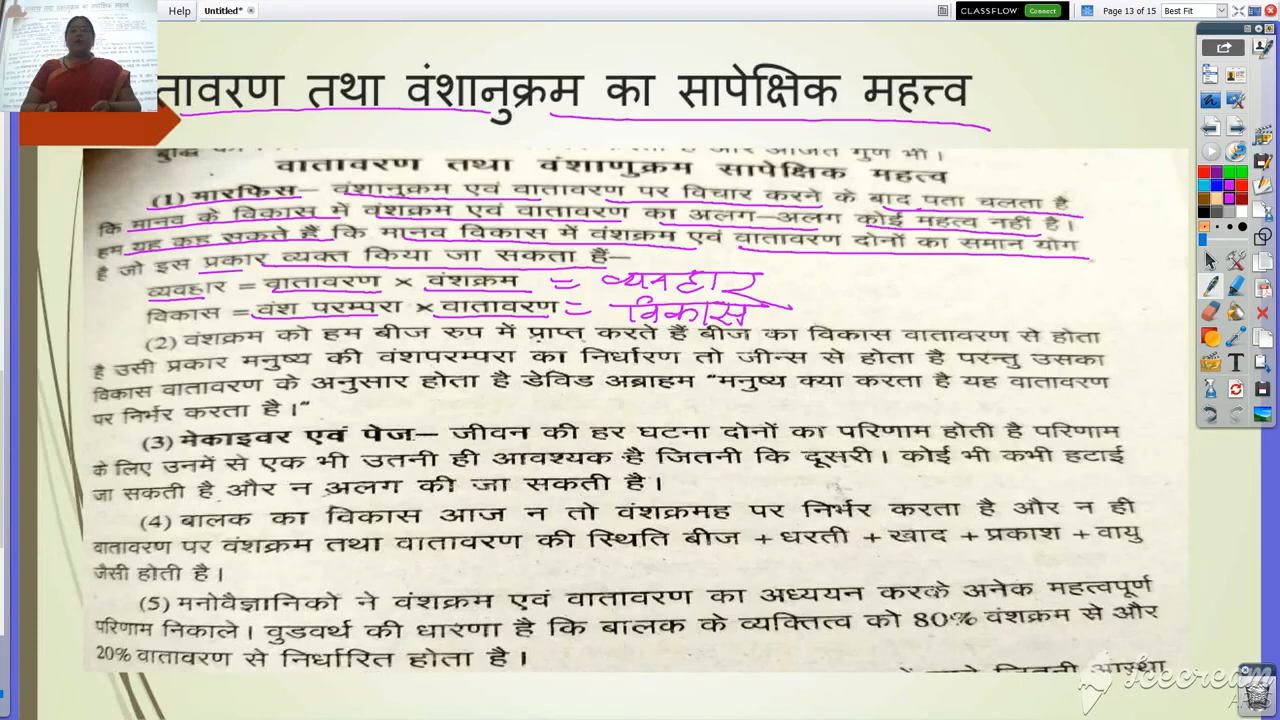 Help Untitled* CLASSFLOW Connect Page 13 of 15 Best Fit
तावरण तथा वंशानुक्रम का सापेक्षिक महत्त्व
बुद्धि और आजत गुण भी।
वातावरण तथा वंशाणुक्रम सापेक्षिक महत्व
(1) मारफिस– वंशानुक्रम एवं वातावरण पर विचार करने के बाद पता चलता है
कि मानव के विकास में वंशक्रम एवं वातावरण का अलग–अलग कोई महत्व नहीं है।
हम यह कह सकते हैं कि मानव विकास में वंशक्रम एवं वातावरण दोनों का समान योग
है जो इस प्रकार व्यक्त किया जा सकता हैं–
व्यवहार = वातावरण × वंशक्रम = व्यवहार
विकास = वंश परम्परा × वातावरण = विकास
(2) वंशक्रम को हम बीज रुप में प्राप्त करते हैं बीज का विकास वातावरण से होता
है उसी प्रकार मनुष्य की वंशपरम्परा का निर्धारण तो जीन्स से होता है परन्तु उसका
विकास वातावरण के अनुसार होता है डेविड अब्राहम "मनुष्य क्या करता है यह वातावरण
पर निर्भर करता है।"
(3) मेकाइवर एवं पेज– जीवन की हर घटना दोनों का परिणाम होती है परिणाम
के लिए उनमें से एक भी उतनी ही आवश्यक है जितनी कि दूसरी। कोई भी कभी हटाई
जा सकती है और न अलग की जा सकती है।
(4) बालक का विकास आज न तो वंशक्रमह पर निर्भर करता है और न ही
वातावरण पर वंशक्रम तथा वातावरण की स्थिति बीज + धरती + खाद + प्रकाश + वायु
जैसी होती है।
(5) मनोवैज्ञानिको ने वंशक्रम एवं वातावरण का अध्ययन करके अनेक महत्वपूर्ण
परिणाम निकाले। वुडवर्थ की धारणा है कि बालक के व्यक्तित्व को 80% वंशक्रम से और
20% वातावरण से निर्धारित होता है।
जितनी आस्था
Icecream
APPS